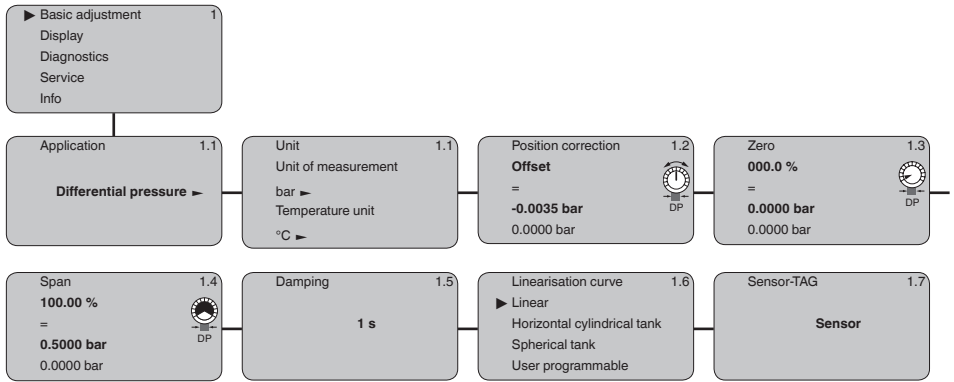 Basic adjustment 1
Display
Diagnostics
Service
Info
Application 1.1
Differential pressure
Unit 1.1
Unit of measurement
bar
Temperature unit
°C
Position correction 1.2
Offset
=
-0.0035 bar
0.0000 bar
DP
Zero 1.3
000.0 %
=
0.0000 bar
0.0000 bar
DP
Span 1.4
100.00 %
=
0.5000 bar
0.0000 bar
DP
Damping 1.5
1 s
Linearisation curve 1.6
Linear
Horizontal cylindrical tank
Spherical tank
User programmable
Sensor-TAG 1.7
Sensor